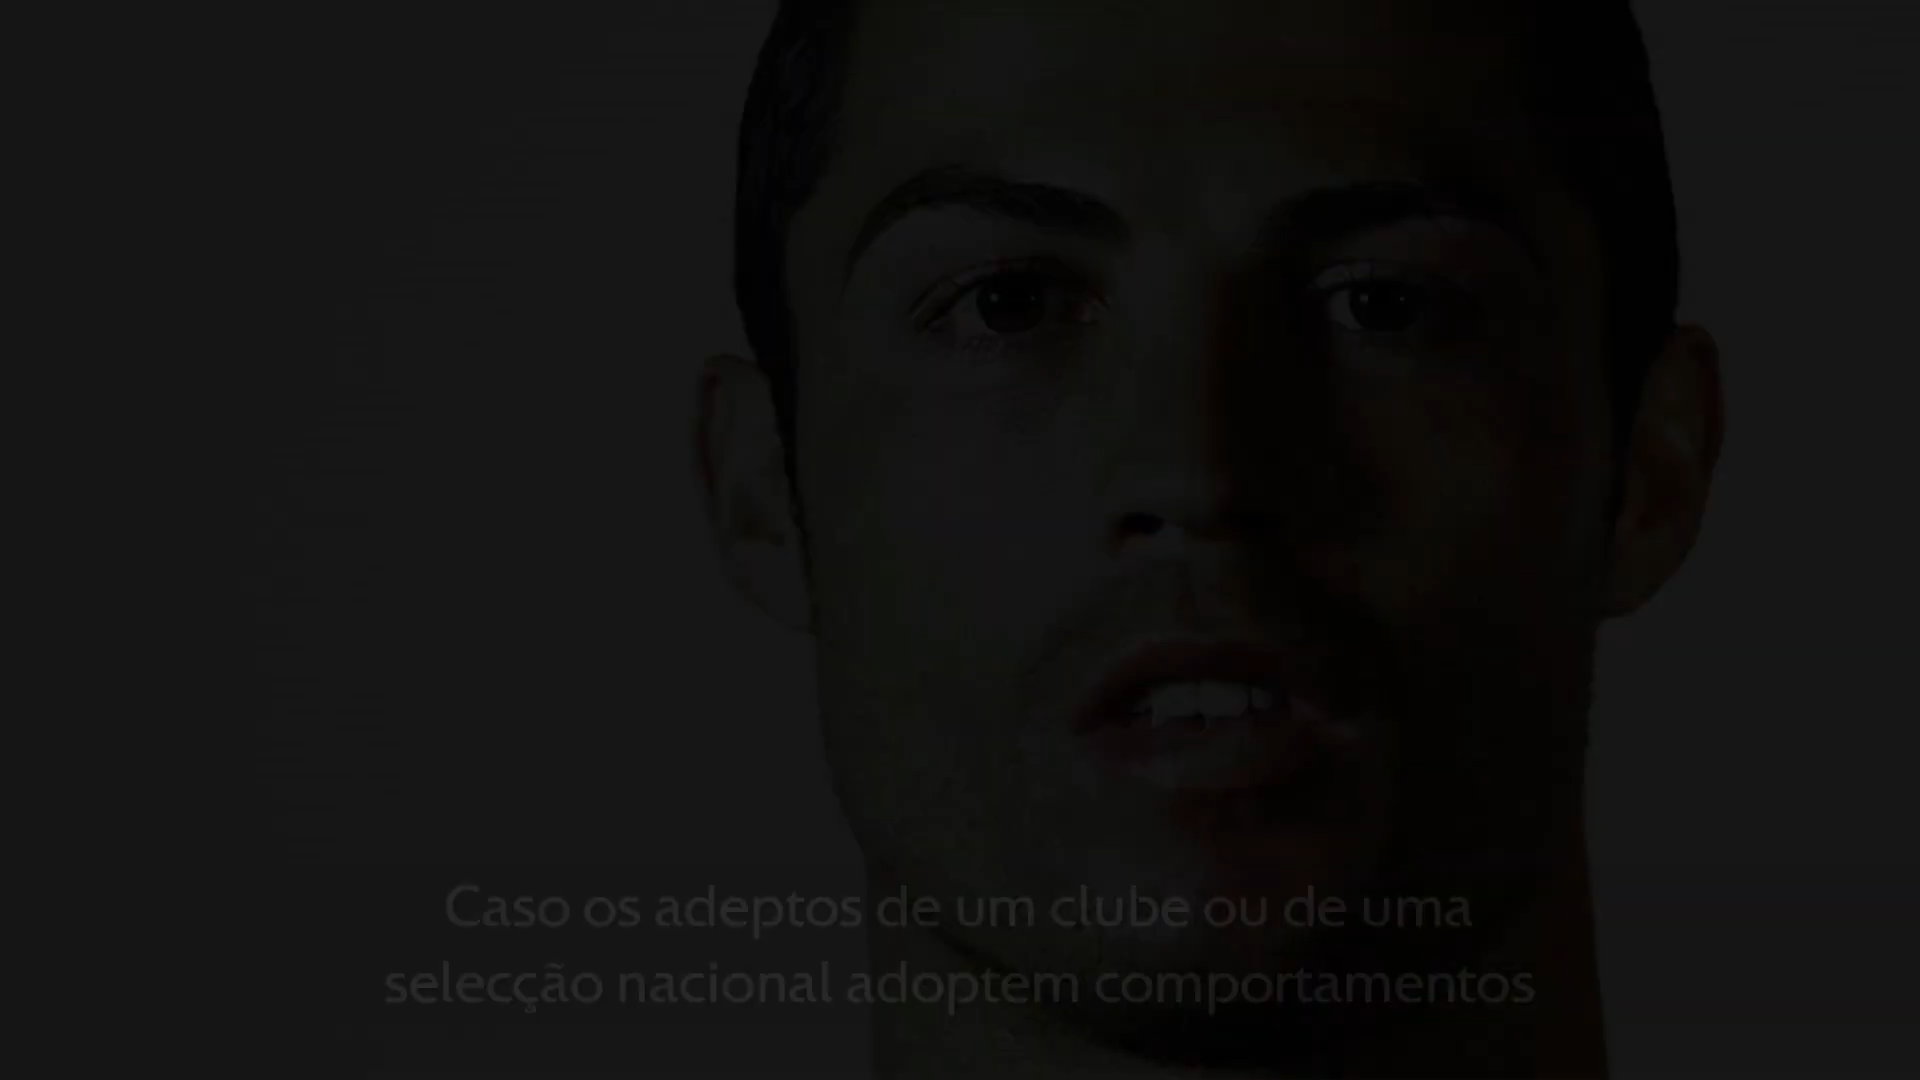 Caso os adeptos de um clube ou de uma
selecção nacional adoptem comportamentos